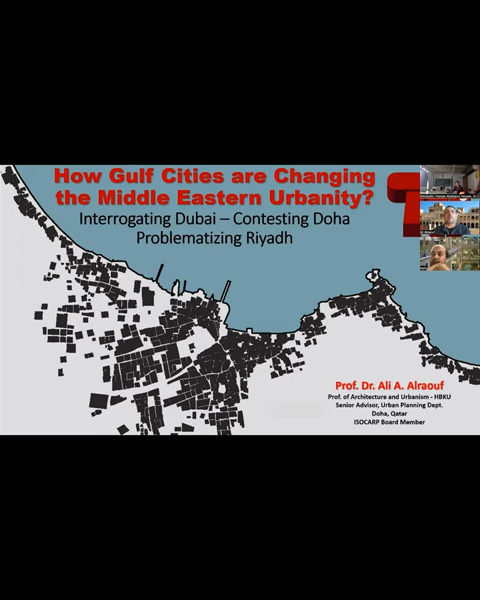 How Gulf Cities are Changing
the Middle Eastern Urbanity?
Interrogating Dubai – Contesting Doha
Problematizing Riyadh
Prof. Dr. Ali A. Alraouf
Prof. of Architecture and Urbanism - HBKU
Senior Advisor, Urban Planning Dept.
Doha, Qatar
ISOCARP Board Member